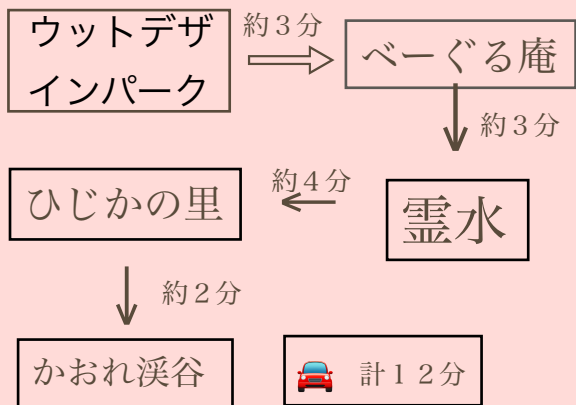 ウットデザ
インパーク
約３分
べーぐる庵
約３分
霊水
約４分
ひじかの里
約２分
かおれ渓谷
計１２分